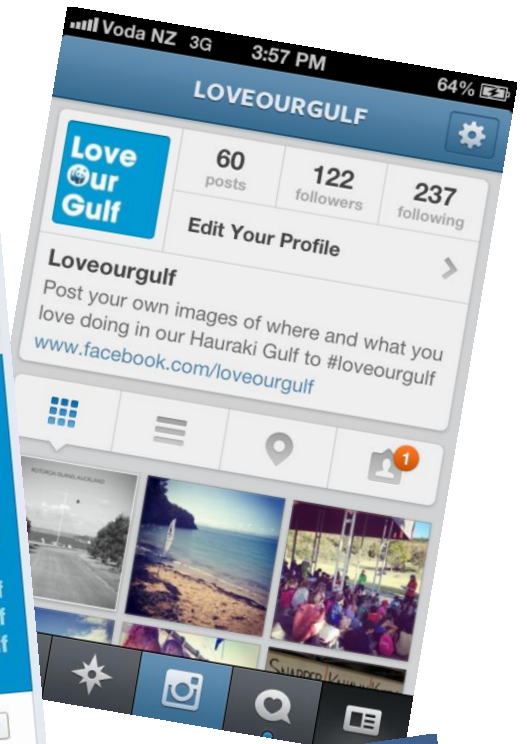 Voda NZ 3G 3:57 PM 64%
LOVEOURGULF
Love
Our
Gulf
60
posts
122
followers
237
following
Edit Your Profile
Loveourgulf
Post your own images of where and what you
love doing in our Hauraki Gulf to #loveourgulf
www.facebook.com/loveourgulf
1
f
f
f